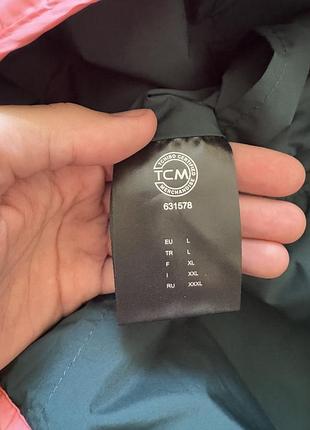 TCHIBO CERTIFIED
TCM
MERCHANDISE
631578
EU L
TR L
F XL
I XXL
RU XXXL